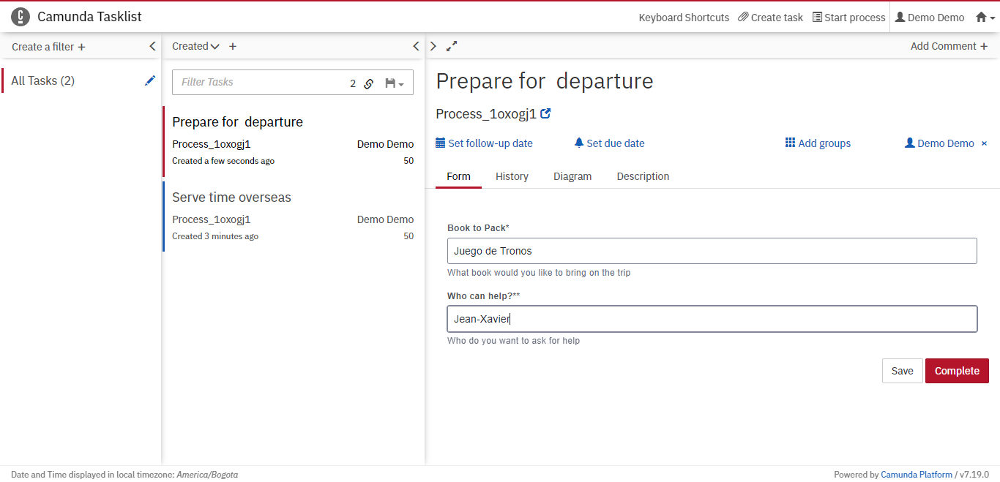 Camunda Tasklist
Keyboard Shortcuts Create task Start process Demo Demo
Create a filter +
Created +
Add Comment +
All Tasks (2)
Filter Tasks 2
Prepare for departure
Process_1oxogj1 Demo Demo
Created a few seconds ago 50
Serve time overseas
Process_1oxogj1 Demo Demo
Created 3 minutes ago 50
Prepare for departure
Process_1oxogj1
Set follow-up date Set due date Add groups Demo Demo ×
Form History Diagram Description
Book to Pack*
Juego de Tronos
What book would you like to bring on the trip
Who can help?**
Jean-Xavier
Who do you want to ask for help
Save Complete
Date and Time displayed in local timezone: America/Bogota
Powered by Camunda Platform / v7.19.0